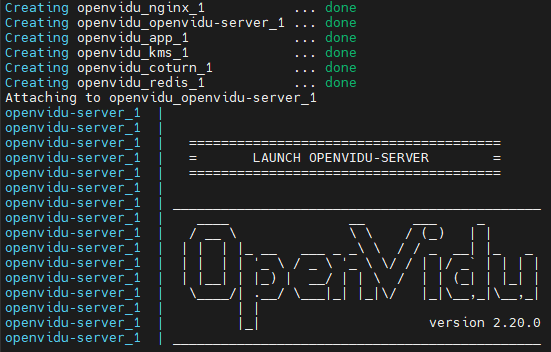 Creating openvidu_nginx_1 ... done
Creating openvidu_openvidu-server_1 ... done
Creating openvidu_app_1 ... done
Creating openvidu_kms_1 ... done
Creating openvidu_coturn_1 ... done
Creating openvidu_redis_1 ... done
Attaching to openvidu_openvidu-server_1
openvidu-server_1 |
openvidu-server_1 |
openvidu-server_1 | =======================================
openvidu-server_1 | = LAUNCH OPENVIDU-SERVER =
openvidu-server_1 | =======================================
openvidu-server_1 |
openvidu-server_1 | ______________________________________________
openvidu-server_1 |
openvidu-server_1 |
openvidu-server_1 |
openvidu-server_1 | OpenVidu
openvidu-server_1 |
openvidu-server_1 |
openvidu-server_1 |
openvidu-server_1 | version 2.20.0
openvidu-server_1 | ______________________________________________